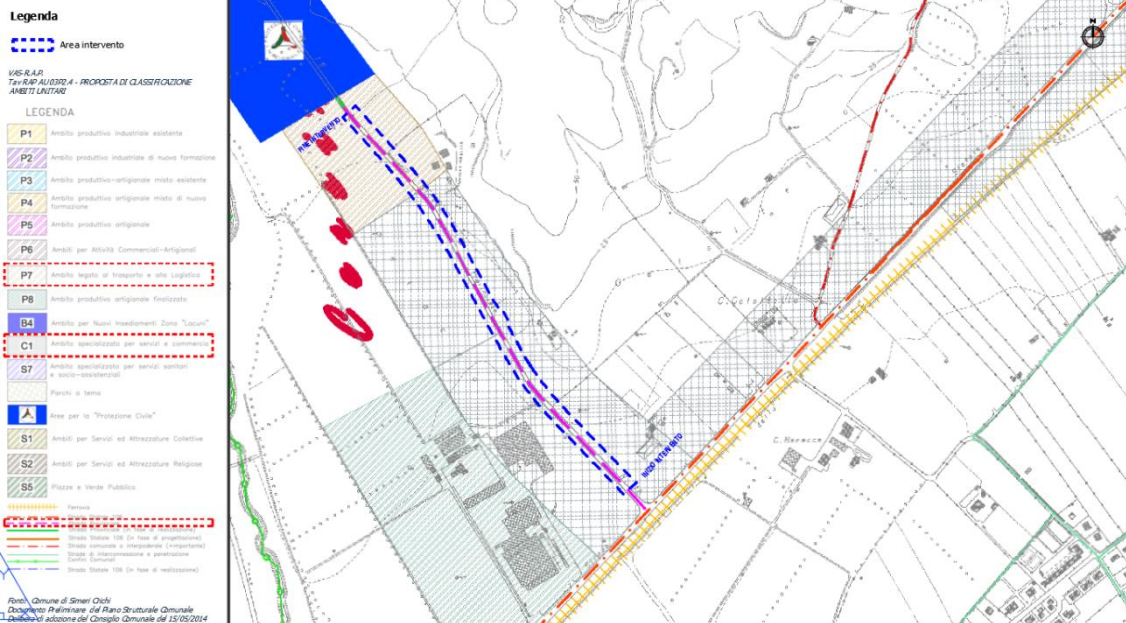 Legenda
Area intervento
VAS-R.A.P.
Tav RAP AU 03P2.4 - PROPOSTA DI CLASSIFICAZIONE
AMBITI UNITARI
LEGENDA
P1 Ambito produttivo industriale esistente
P2 Ambito produttivo industriale di nuova formazione
P3 Ambito produttivo-artigianale misto esistente
P4 Ambito produttivo artigianale misto di nuova
formazione
P5 Ambito produttivo artigianale
P6 Ambiti per Attività Commerciali-Artigianali
P7 Ambito legato al trasporto e alla Logistica
P8 Ambito produttivo artigianale finalizzato
B4 Ambito per Nuovi Insediamenti Zona "Lacuni"
C1 Ambito specializzato per servizi e commercio
S7 Ambito specializzato per servizi sanitari
e socio-assistenziali
Parchi a tema
Aree per la "Protezione Civile"
S1 Ambiti per Servizi ed Attrezzature Collettive
S2 Ambiti per Servizi ed Attrezzature Religiose
S5 Piazze e Verde Pubblico
Ferrovia
Strada Statale 106 (in fase di progettazione)
Strada comunale o interpoderale (+importante)
Strade di interconnessione e penetrazione
Confini Comunali
Strada Statale 106 (in fase di realizzazione)
Fonte: Comune di Simeri Crichi
Documento Preliminare del Piano Strutturale Comunale
Delibera di adozione del Consiglio Comunale del 15/05/2014
N
FINE INTERVENTO
INIZIO INTERVENTO